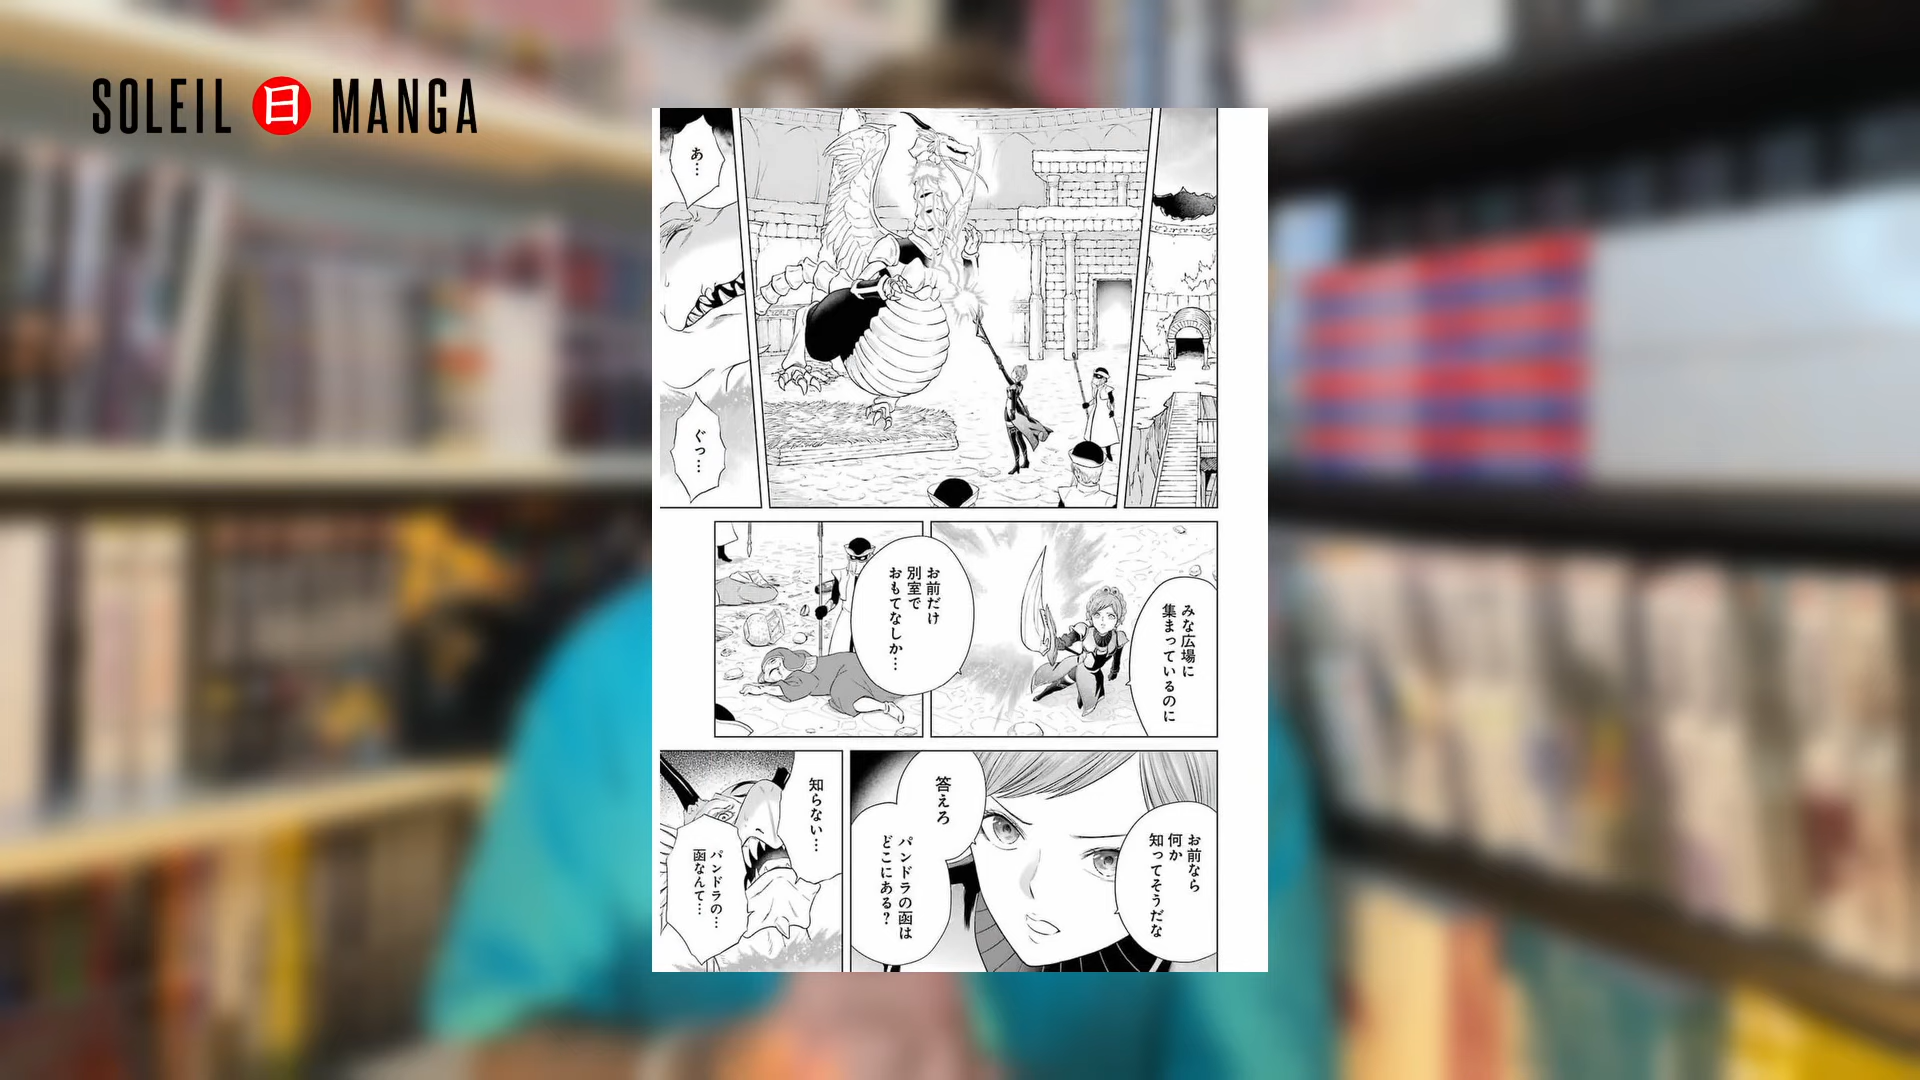 SOLEIL 日 MANGA
あ…
ぐっ…
みな広場に
集まっているのに
お前だけ
別室で
おもてなしか…
お前なら
何か
知ってそうだな
答えろ
パンドラの函は
どこにある？
知らない…
パンドラの…
函なんて…